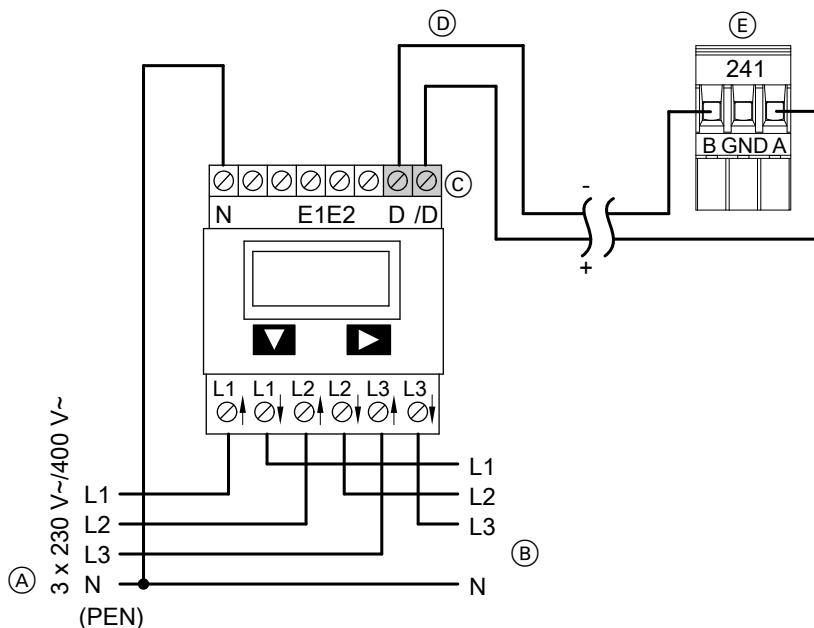 D
E
241
B GND A
C
N E1E2 D /D
-
+
L1 L1 L2 L2 L3 L3
3 x 230 V~/400 V~
L1
L2
L3
N
(PEN)
A
L1
L2
L3
N
B